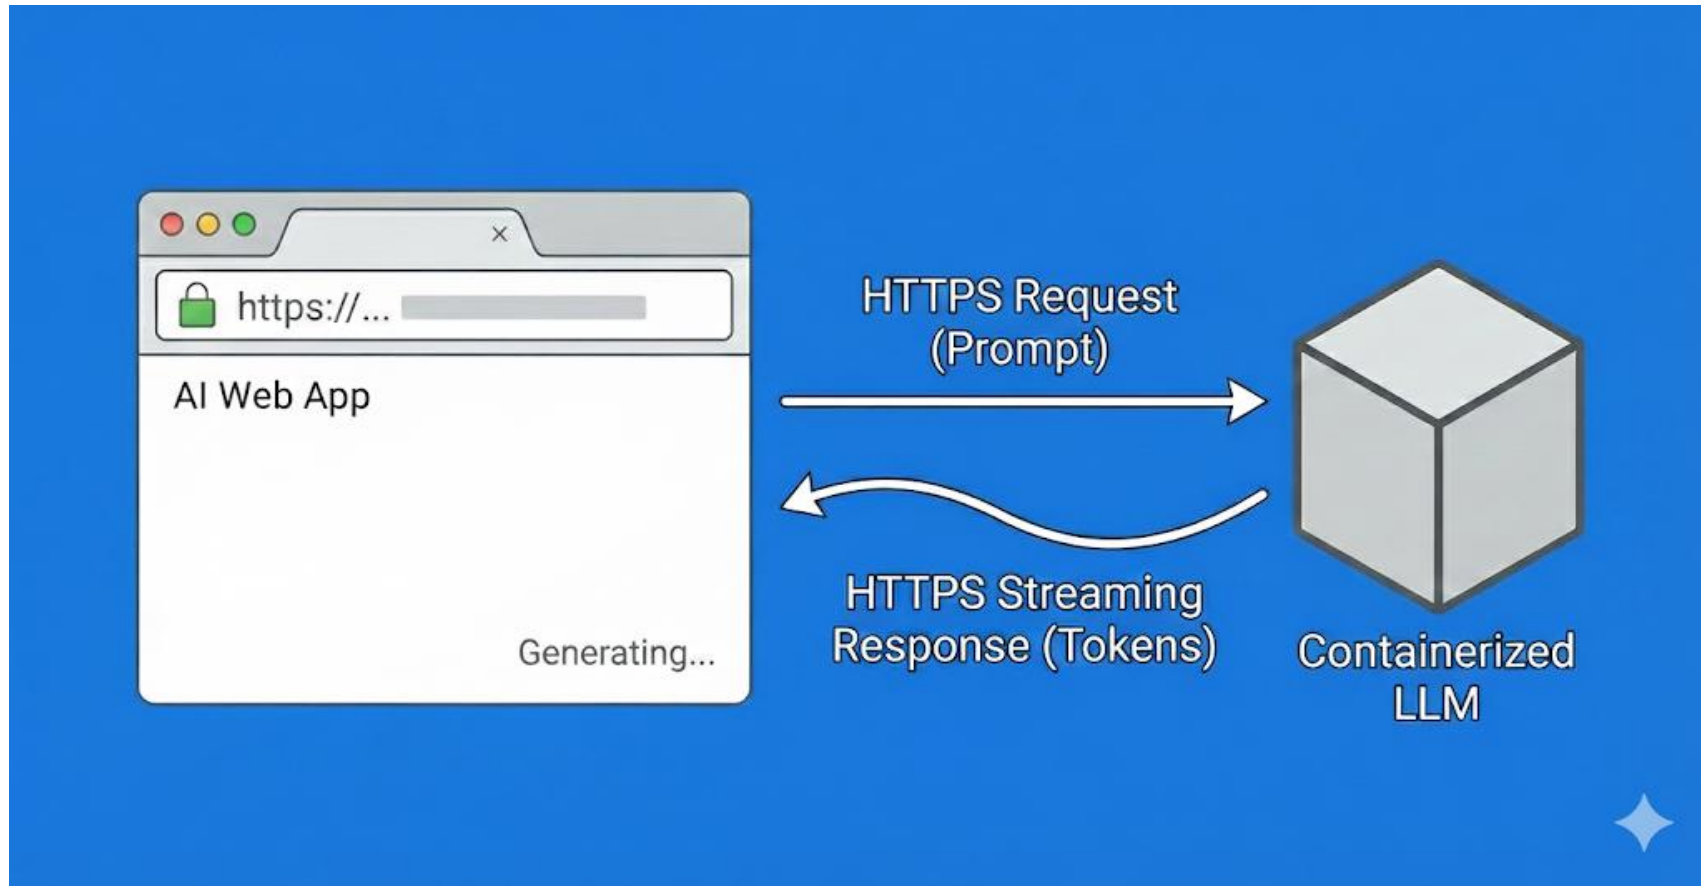 https://...
AI Web App
Generating...
HTTPS Request
(Prompt)
HTTPS Streaming
Response (Tokens)
Containerized
LLM